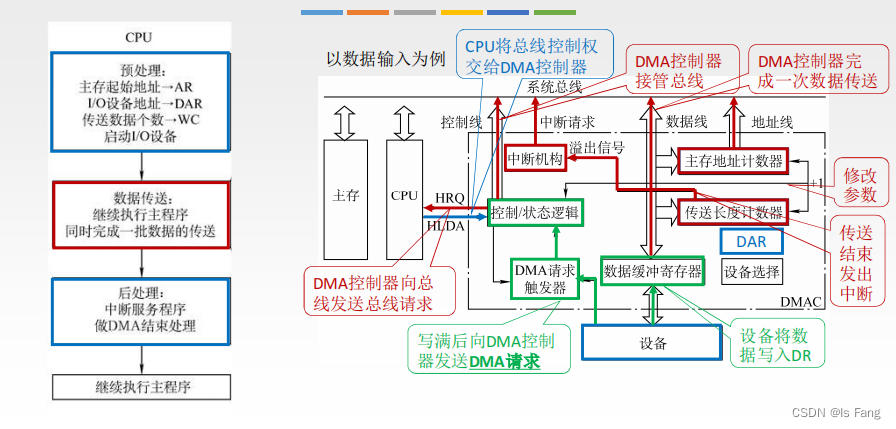 CPU
预处理:
主存起始地址→AR
I/O设备地址→DAR
传送数据个数→WC
启动I/O设备
数据传送:
继续执行主程序
同时完成一批数据的传送
后处理:
中断服务程序
做DMA结束处理
继续执行主程序
以数据输入为例
CPU将总线控制权
交给DMA控制器
DMA控制器
接管总线
DMA控制器完
成一次数据传送
系统总线
控制线
中断请求
数据线
地址线
主存
CPU
HRQ
HLDA
中断机构
溢出信号
主存地址计数器
+1
修改
参数
控制/状态逻辑
传送长度计数器
DAR
设备选择
传送
结束
发出
中断
DMA请求
触发器
数据缓冲寄存器
DMAC
DMA控制器向总
线发送总线请求
写满后向DMA控制
器发送DMA请求
设备
设备将数
据写入DR
CSDN @Is Fang